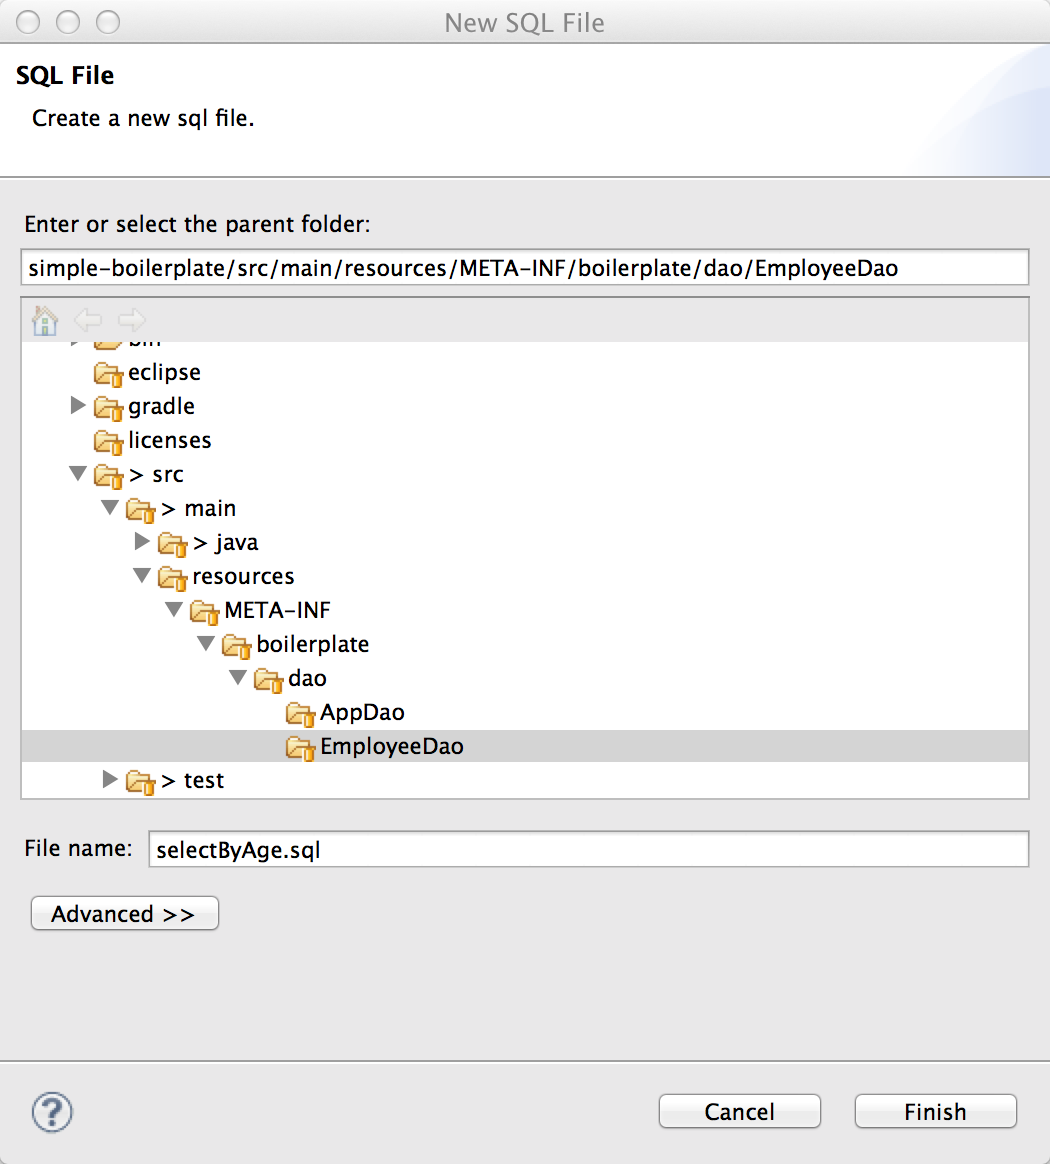 New SQL File
SQL File
Create a new sql file.
Enter or select the parent folder:
simple-boilerplate/src/main/resources/META-INF/boilerplate/dao/EmployeeDao
bin
eclipse
gradle
licenses
> src
> main
> java
resources
META-INF
boilerplate
dao
AppDao
EmployeeDao
> test
File name: selectByAge.sql
Advanced >>
? Cancel Finish